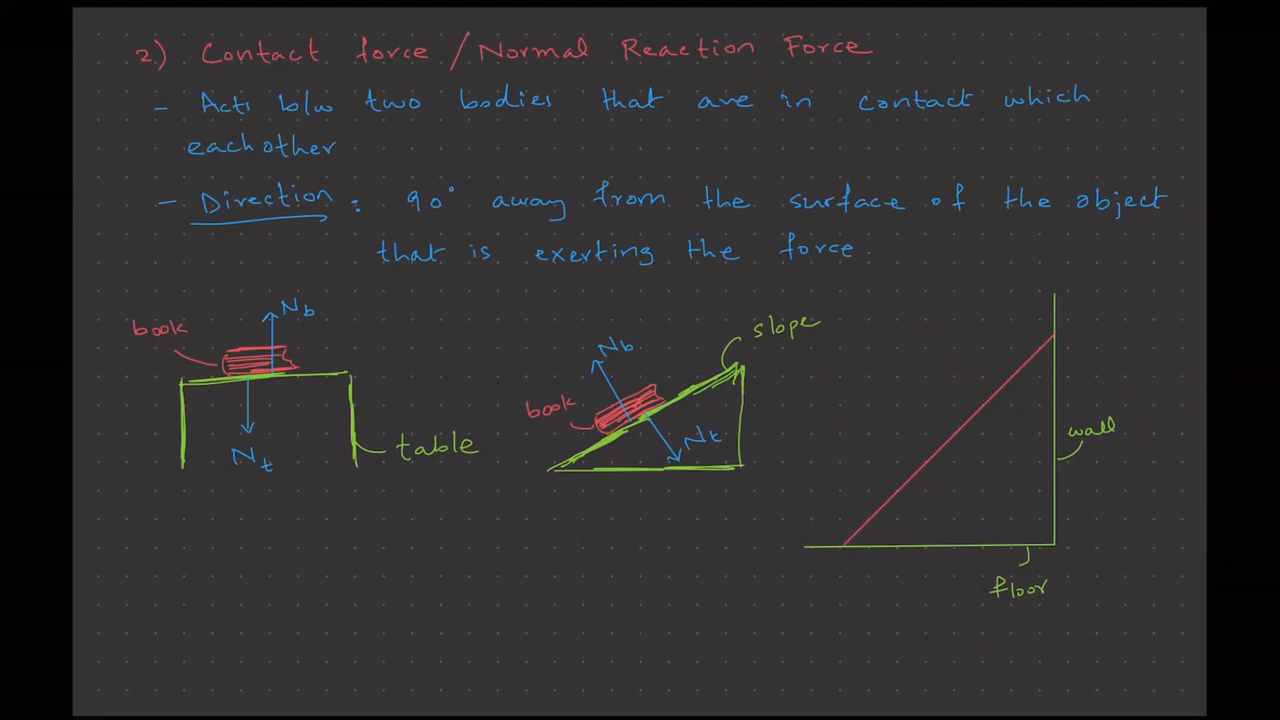 2) Contact force / Normal Reaction Force
- Acts b/w two bodies that are in contact which
eachother
- Direction : 90° away from the surface of the object
that is exerting the force.
book
Nb
Nt
table
book
Nb
Nt
slope
wall
floor